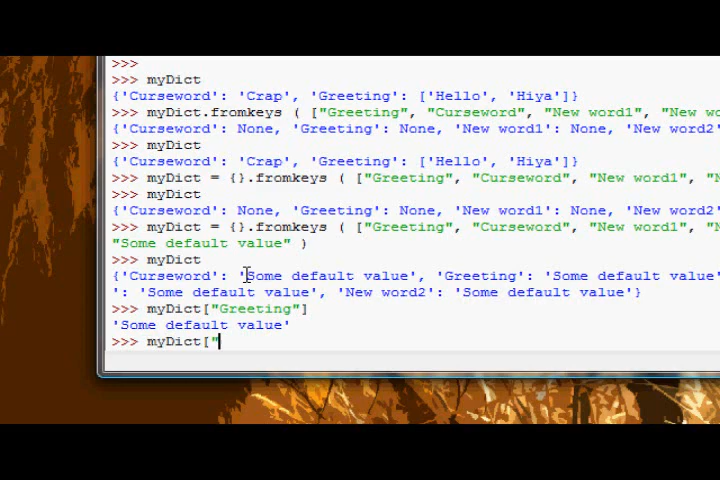 >>>
>>> myDict
{'Curseword': 'Crap', 'Greeting': ['Hello', 'Hiya']}
>>> myDict.fromkeys ( ["Greeting", "Curseword", "New word1", "New wo
{'Curseword': None, 'Greeting': None, 'New word1': None, 'New word2'
>>> myDict
{'Curseword': 'Crap', 'Greeting': ['Hello', 'Hiya']}
>>> myDict = {}.fromkeys ( ["Greeting", "Curseword", "New word1", "N
>>> myDict
{'Curseword': None, 'Greeting': None, 'New word1': None, 'New word2'
>>> myDict = {}.fromkeys ( ["Greeting", "Curseword", "New word1", "N
"Some default value" )
>>> myDict
{'Curseword': 'Some default value', 'Greeting': 'Some default value'
': 'Some default value', 'New word2': 'Some default value'}
>>> myDict["Greeting"]
'Some default value'
>>> myDict["